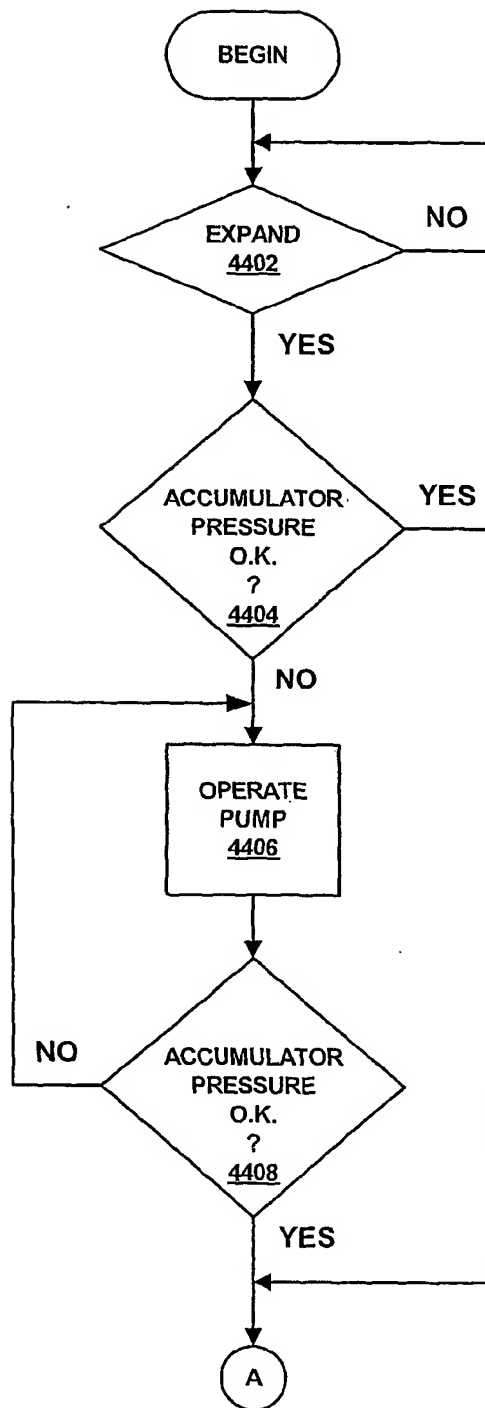 BEGIN
EXPAND
4402
NO
YES
ACCUMULATOR
PRESSURE
O.K.
?
4404
YES
NO
OPERATE
PUMP
4406
NO
ACCUMULATOR
PRESSURE
O.K.
?
4408
YES
A